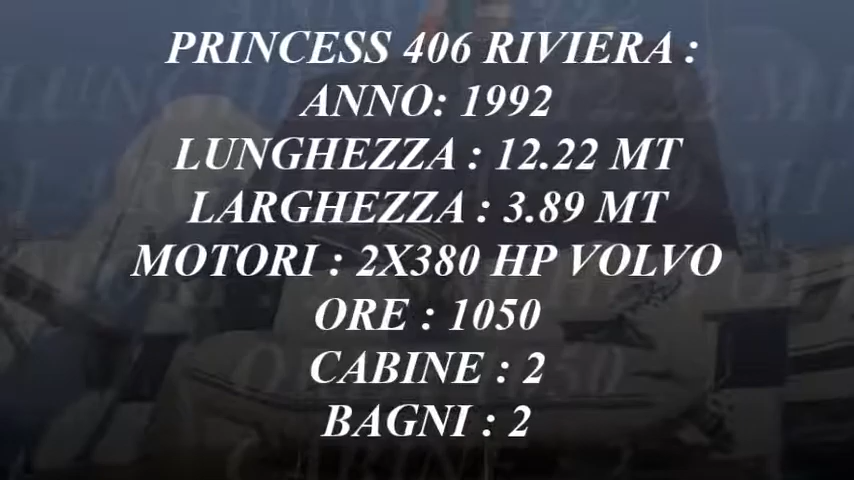 PRINCESS 406 RIVIERA :
ANNO: 1992
LUNGHEZZA : 12.22 MT
LARGHEZZA : 3.89 MT
MOTORI : 2X380 HP VOLVO
ORE : 1050
CABINE : 2
BAGNI : 2